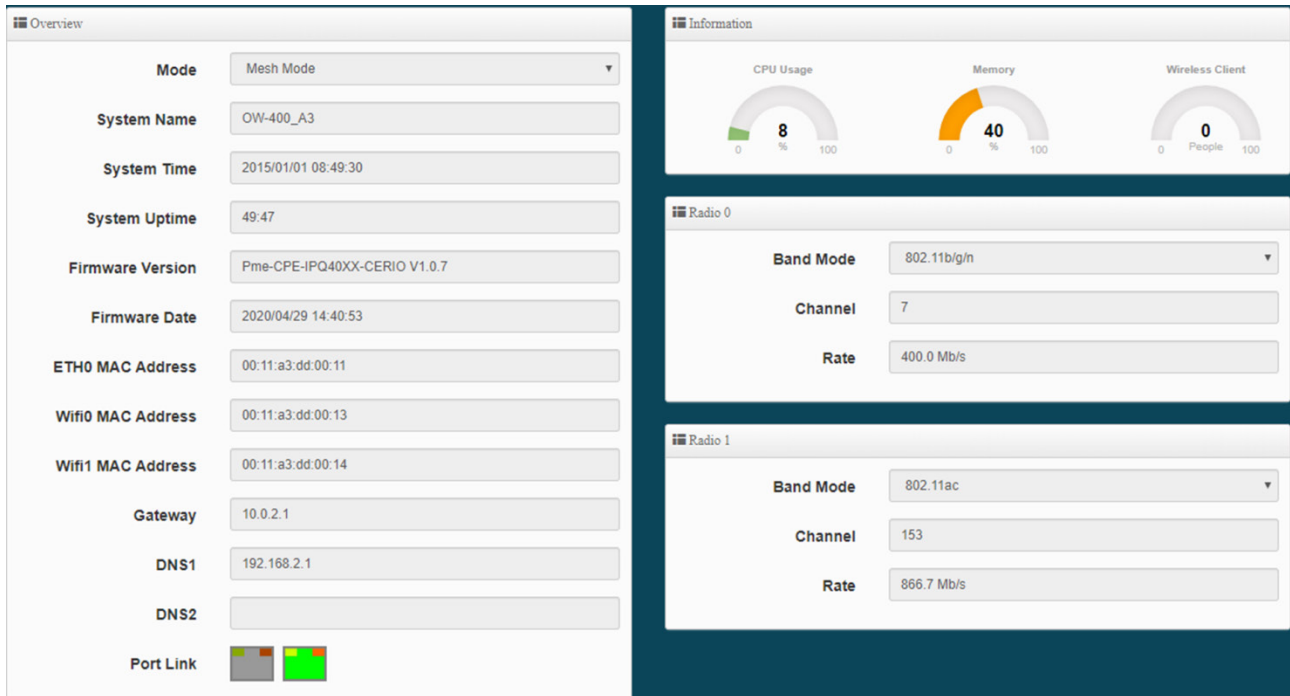 Overview
Mode Mesh Mode
System Name OW-400_A3
System Time 2015/01/01 08:49:30
System Uptime 49:47
Firmware Version Pme-CPE-IPQ40XX-CERIO V1.0.7
Firmware Date 2020/04/29 14:40:53
ETH0 MAC Address 00:11:a3:dd:00:11
Wifi0 MAC Address 00:11:a3:dd:00:13
Wifi1 MAC Address 00:11:a3:dd:00:14
Gateway 10.0.2.1
DNS1 192.168.2.1
DNS2
Port Link
Information
CPU Usage Memory Wireless Client
8 40 0
0 % 100 0 % 100 0 People 100
Radio 0
Band Mode 802.11b/g/n
Channel 7
Rate 400.0 Mb/s
Radio 1
Band Mode 802.11ac
Channel 153
Rate 866.7 Mb/s